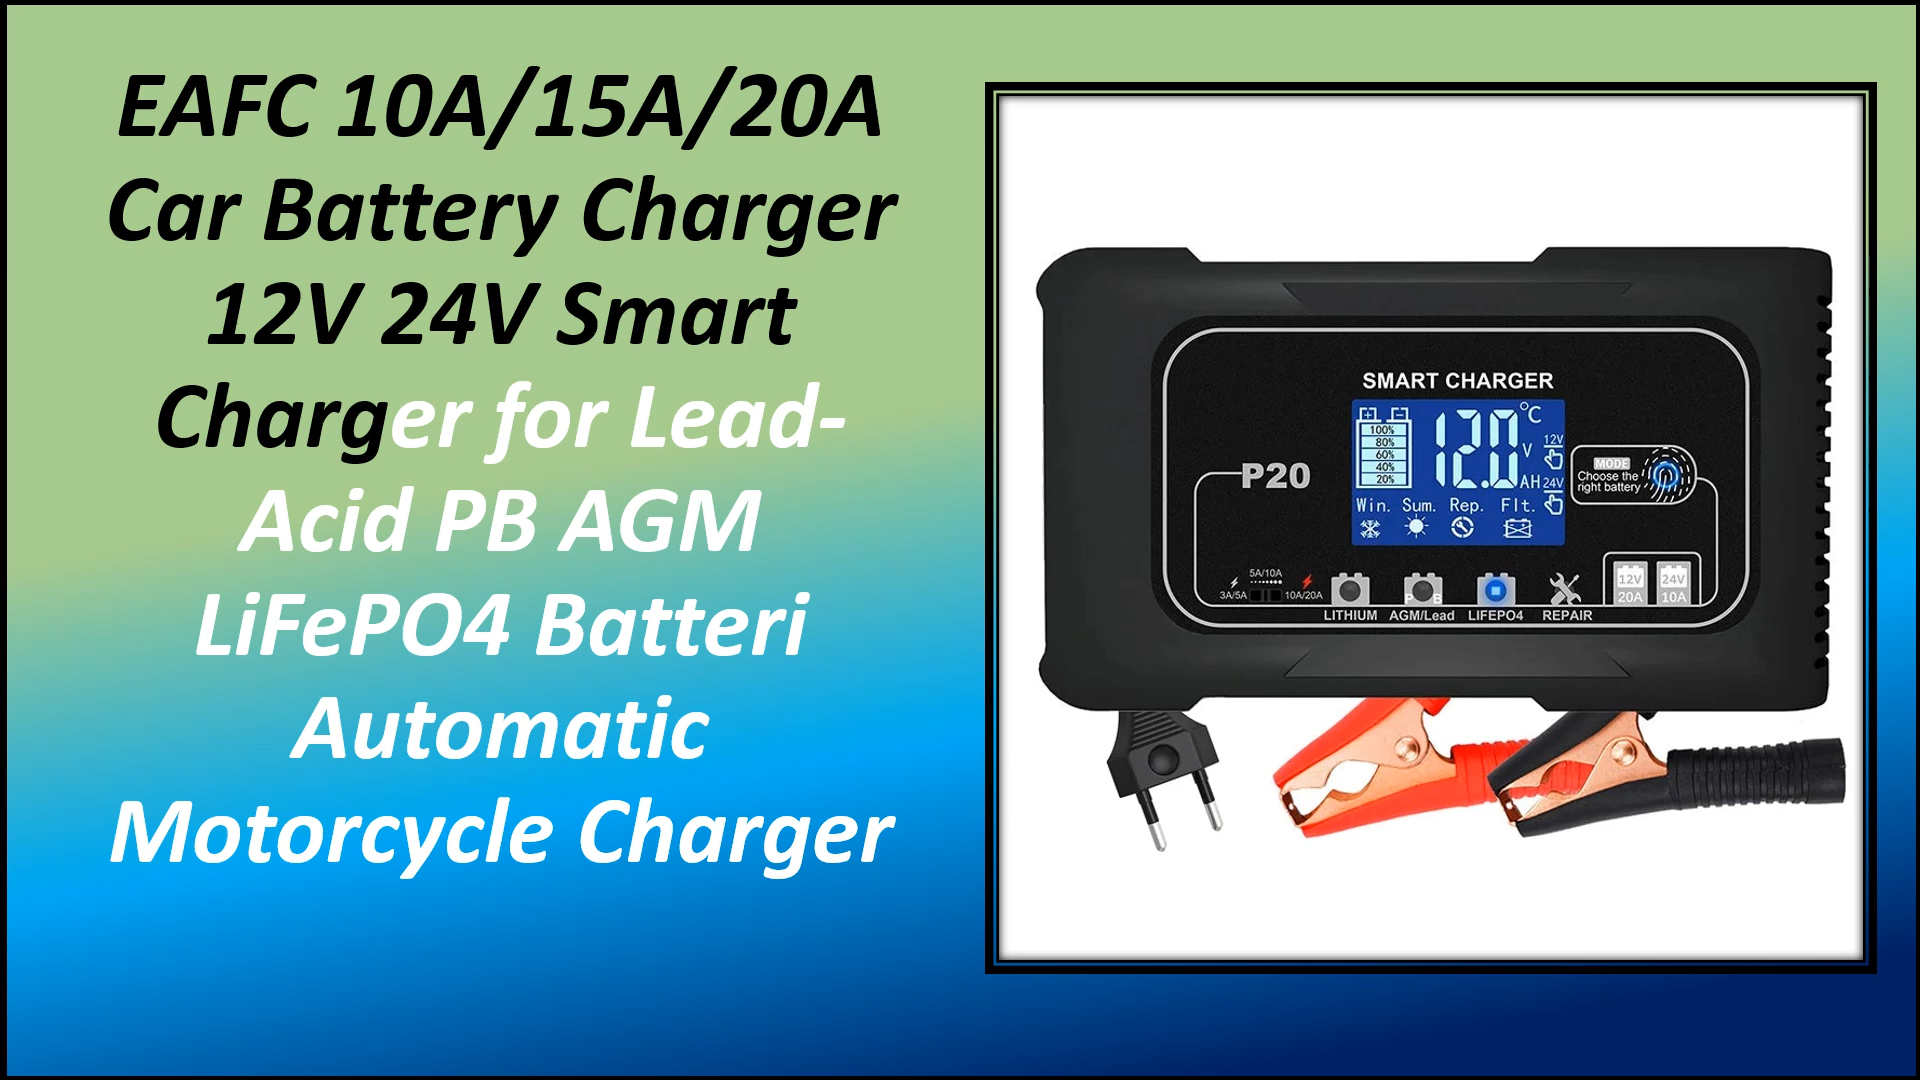 EAFC 10A/15A/20A
Car Battery Charger
12V 24V Smart
Charger for Lead-
Acid PB AGM
LiFePO4 Batteri
Automatic
Motorcycle Charger
SMART CHARGER
100%
80%
60%
40%
20%
12.0
°C
V
AH
12V
24V
Win. Sum. Rep. Flt.
P20
MODE
Choose the
right battery
5A/10A
3A/5A
10A/20A
LITHIUM
P B
AGM/Lead
LIFEPO4
REPAIR
12V
20A
24V
10A